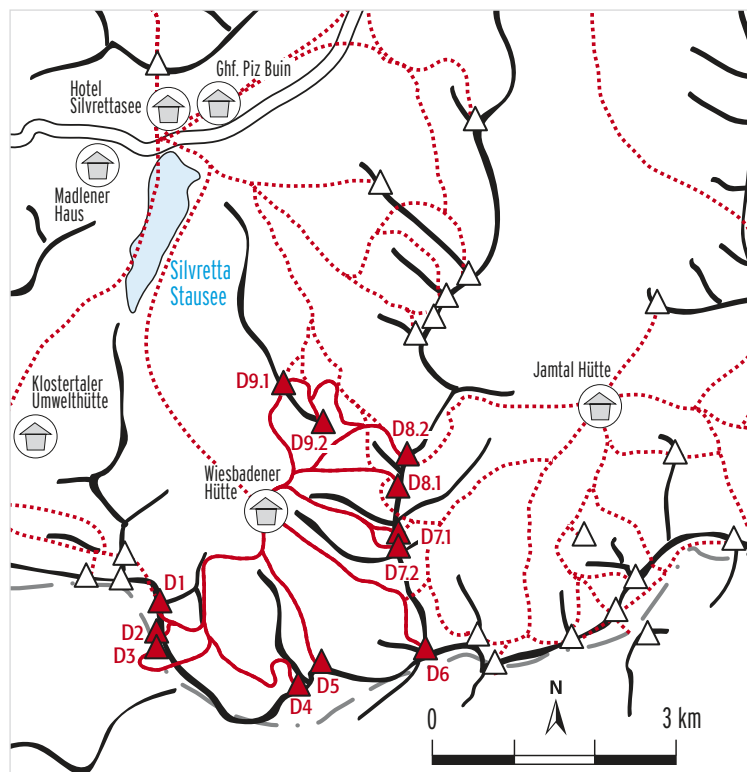 Ghf. Piz Buin
Hotel
Silvrettasee
Madlener
Haus
Silvretta
Stausee
Jamtal Hütte
Klostertaler
Umwelthütte
D9.1
D9.2
D8.2
D8.1
Wiesbadener
Hütte
D7.1
D7.2
D1
D2
D3
D4
D5
D6
N
0
3 km